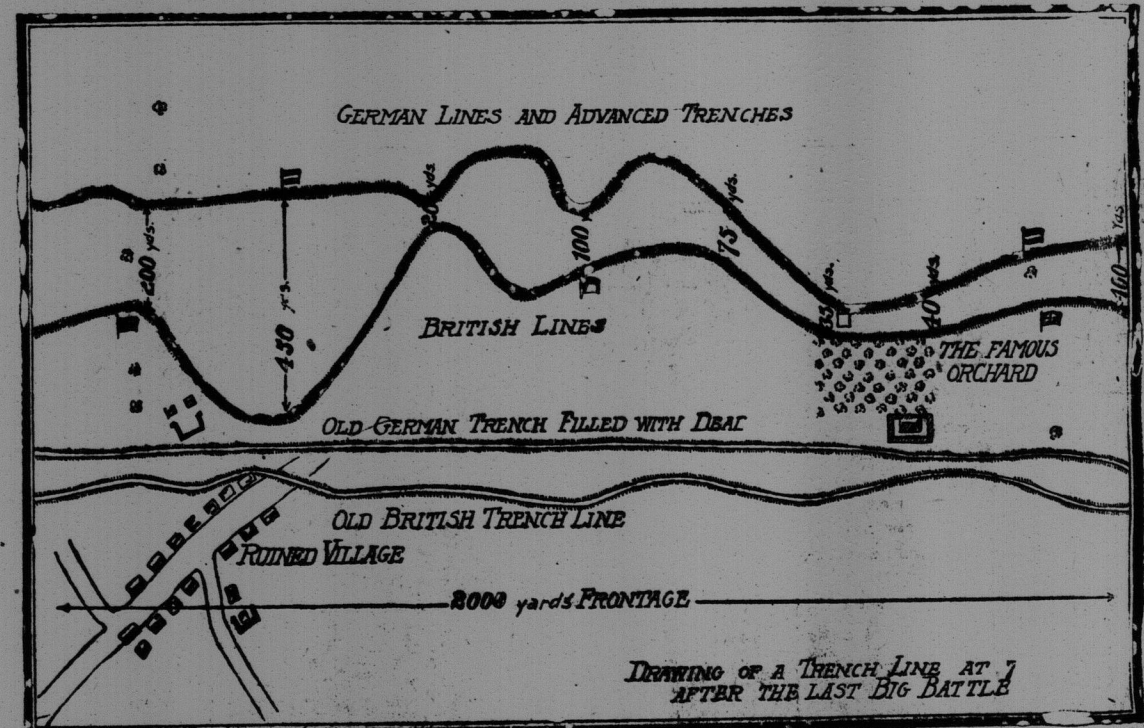 GERMAN LINES AND ADVANCED TRENCHES
200 yds.
450 yrs.
20 yds.
100
75 yds.
35 yds.
40 yds.
100 Yds
BRITISH LINES
THE FAMOUS
ORCHARD
OLD GERMAN TRENCH FILLED WITH DEAD
OLD BRITISH TRENCH LINE
RUINED VILLAGE
2000 yards FRONTAGE
DRAWING OF A TRENCH LINE AT 7
AFTER THE LAST BIG BATTLE